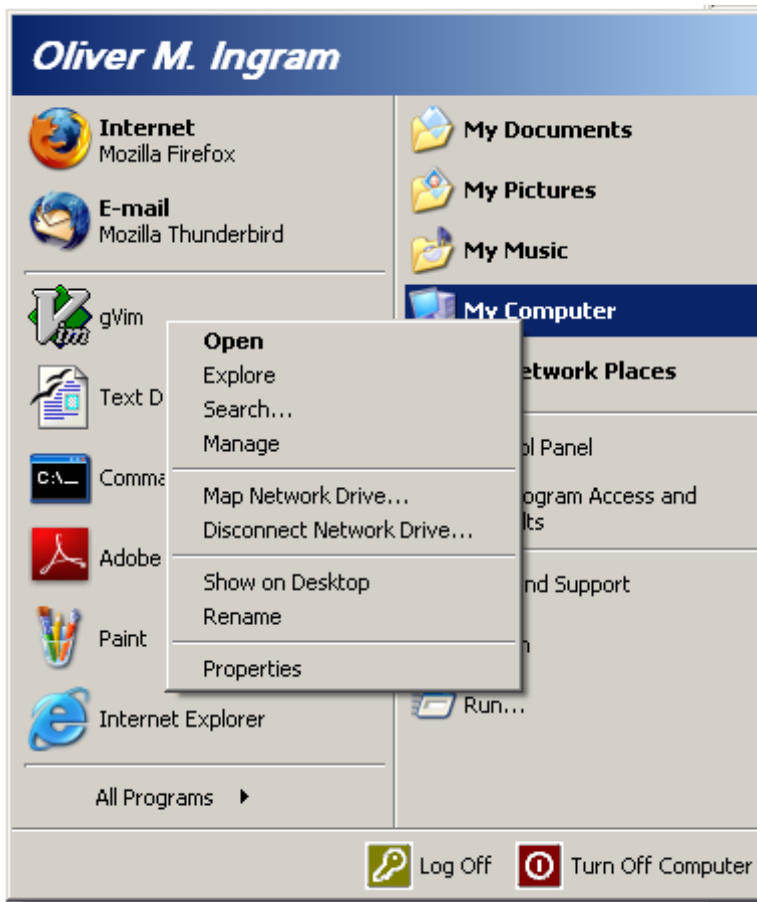 Oliver M. Ingram
Internet
Mozilla Firefox
E-mail
Mozilla Thunderbird
gVim
Text D
C:\_
Comma
Adobe
Paint
Internet Explorer
All Programs
My Documents
My Pictures
My Music
My Computer
etwork Places
ol Panel
ogram Access and
lts
nd Support
Run...
Open
Explore
Search...
Manage
Map Network Drive...
Disconnect Network Drive...
Show on Desktop
Rename
Properties
Log Off
Turn Off Computer